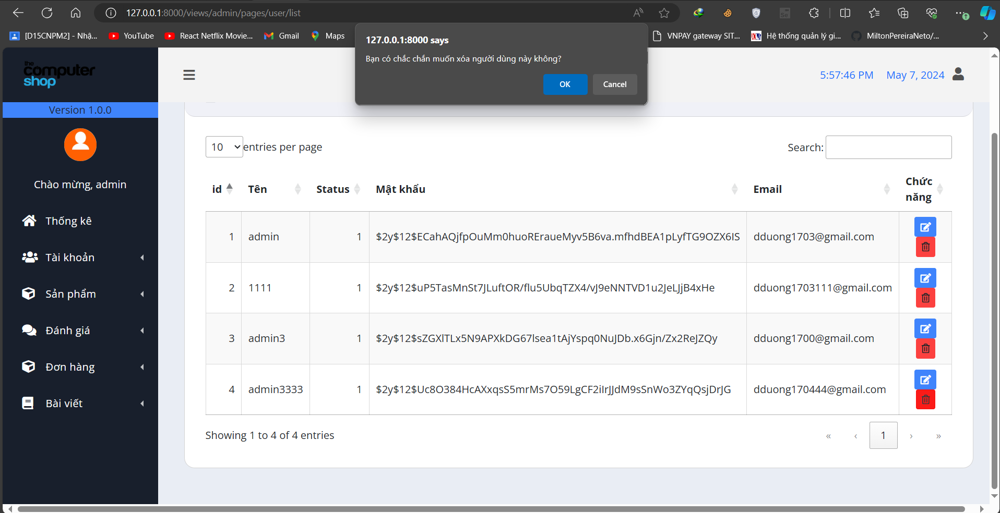 127.0.0.1:8000/views/admin/pages/user/list
[D15CNPM2] - Nhậ...
YouTube
React Netflix Movie...
Gmail
Maps
VNPAY gateway SIT...
Hệ thống quản lý gi...
MiltonPereiraNeto/...
127.0.0.1:8000 says
Bạn có chắc chắn muốn xóa người dùng này không?
OK
Cancel
the
computer
shop
5:57:46 PM May 7, 2024
Version 1.0.0
Chào mừng, admin
Thống kê
Tài khoản
Sản phẩm
Đánh giá
Đơn hàng
Bài viết
10 entries per page
Search:
id Tên Status Mật khẩu Email Chức năng
1 admin 1 $2y$12$ECahAQjfpOuMm0huoREraueMyv5B6va.mfhdBEA1pLyfTG9OZX6IS dduong1703@gmail.com
2 1111 1 $2y$12$uP5TasMnSt7JLuftOR/flu5UbqTZX4/vJ9eNNTVD1u2JeLJjB4xHe dduong1703111@gmail.com
3 admin3 1 $2y$12$sZGXlTLx5N9APXkDG67lsea1tAjYspq0NuJDb.x6Gjn/Zx2ReJZQy dduong1700@gmail.com
4 admin3333 1 $2y$12$Uc8O384HcAXxqsS5mrMs7O59LgCF2iIrJJdM9sSnWo3ZYqQsjDrJG dduong170444@gmail.com
Showing 1 to 4 of 4 entries
« ‹ 1 › »